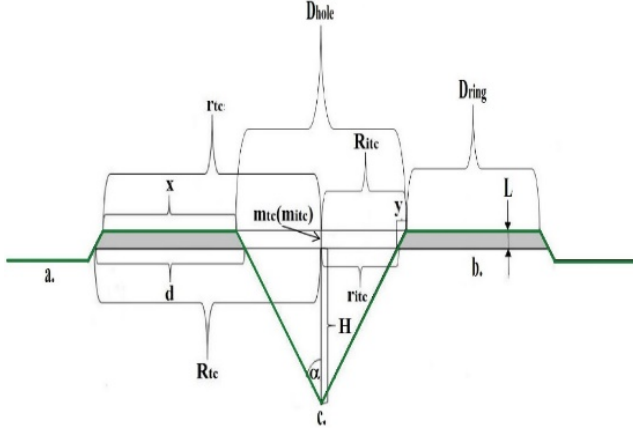 Dhole
Dring
rtc
Ritc
x
L
mtc(mitc)
y
a.
b.
d
ritc
H
Rtc
α
c.